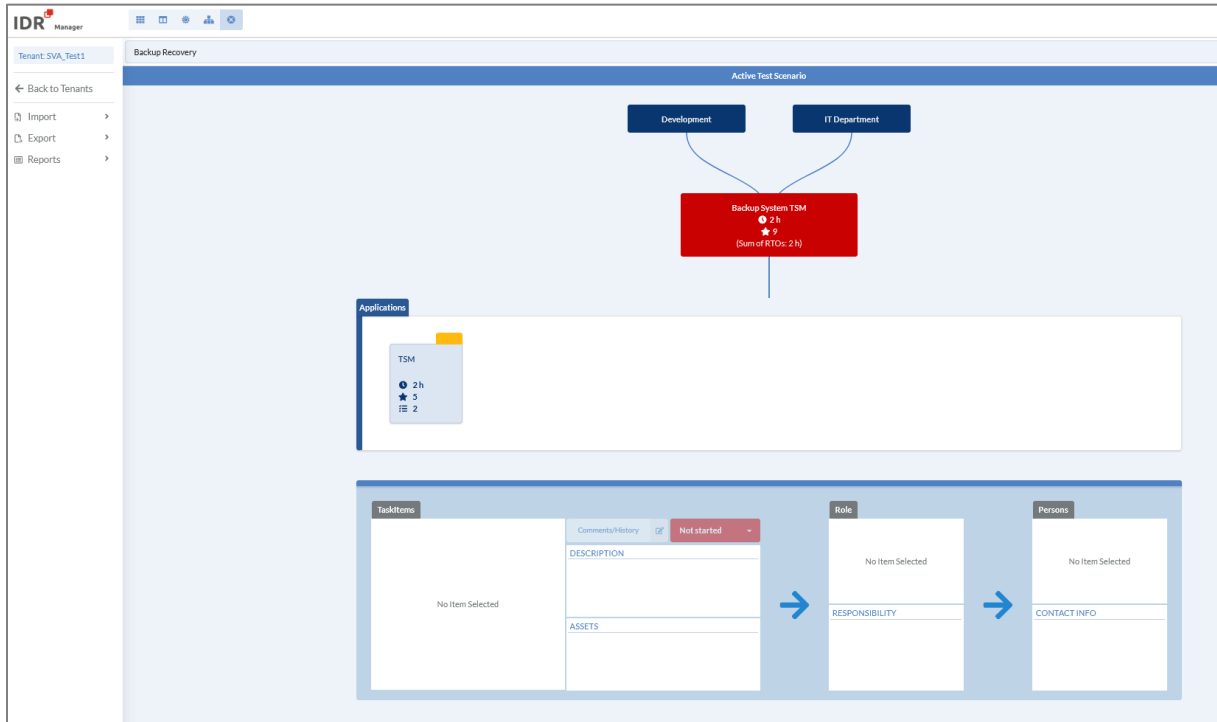 IDR Manager
Tenant: SVA_Test1
Back to Tenants
Import
Export
Reports
Backup Recovery
Active Test Scenario
Development
IT Department
Backup System TSM
2 h
9
(Sum of RTOs: 2 h)
Applications
TSM
2 h
5
2
TaskItems
No Item Selected
Comments/History
Not started
DESCRIPTION
ASSETS
Role
No Item Selected
RESPONSIBILITY
Persons
No Item Selected
CONTACT INFO